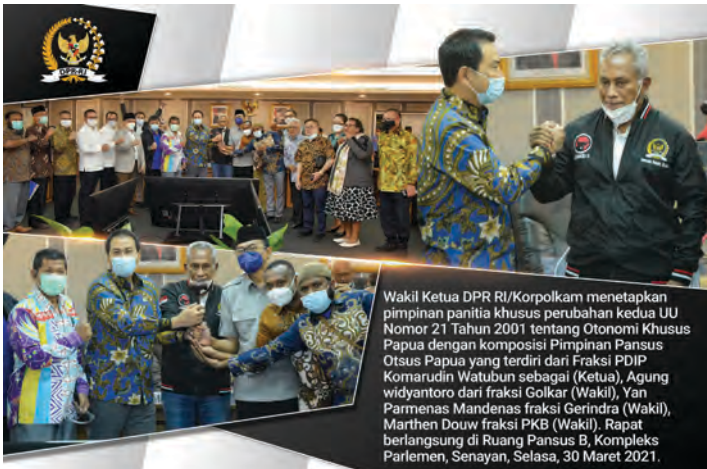 DPR-RI
Wakil Ketua DPR RI/Korpolkam menetapkan
pimpinan panitia khusus perubahan kedua UU
Nomor 21 Tahun 2001 tentang Otonomi Khusus
Papua dengan komposisi Pimpinan Pansus
Otsus Papua yang terdiri dari Fraksi PDIP
Komarudin Watubun sebagai (Ketua), Agung
widyantoro dari fraksi Golkar (Wakil), Yan
Parmenas Mandenas fraksi Gerindra (Wakil),
Marthen Douw fraksi PKB (Wakil). Rapat
berlangsung di Ruang Pansus B, Kompleks
Parlemen, Senayan, Selasa, 30 Maret 2021.